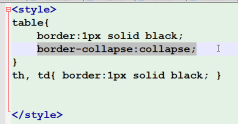 <style>
table{
border:1px solid black;
border-collapse:collapse;
}
th, td{ border:1px solid black; }
</style>